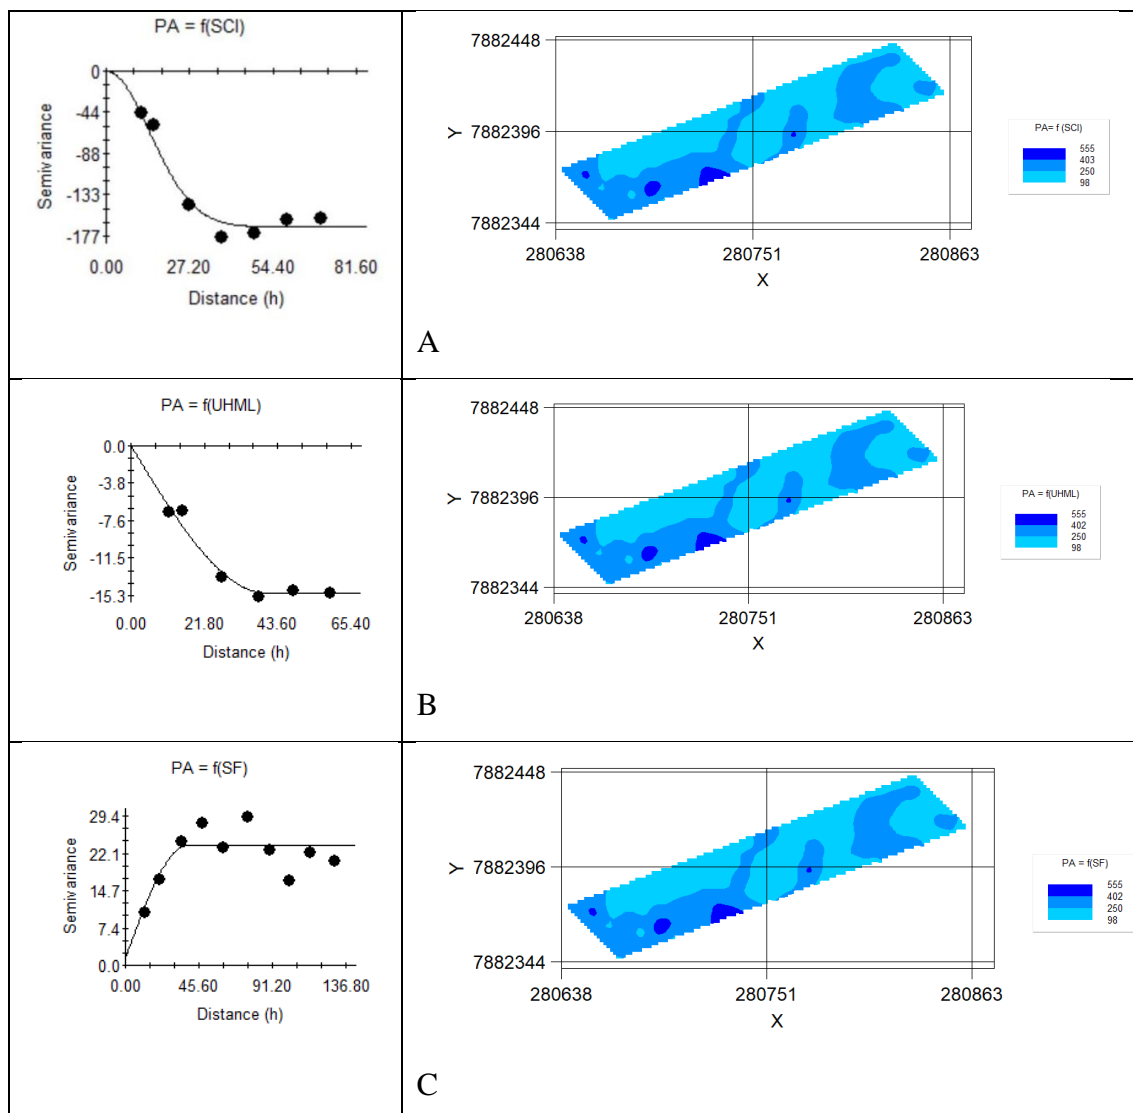 PA = f(SCI)
0
-44
-88
-133
-177
Semivariance
0.00 27.20 54.40 81.60
Distance (h)
7882448
7882396
7882344
Y
280638 280751 280863
X
PA= f (SCI)
555
403
250
98
A
PA = f(UHML)
0.0
-3.8
-7.6
-11.5
-15.3
Semivariance
0.00 21.80 43.60 65.40
Distance (h)
7882448
7882396
7882344
Y
280638 280751 280863
X
PA = f(UHML)
555
402
250
98
B
PA = f(SF)
29.4
22.1
14.7
7.4
0.0
Semivariance
0.00 45.60 91.20 136.80
Distance (h)
7882448
7882396
7882344
Y
280638 280751 280863
X
PA = f(SF)
555
402
250
98
C